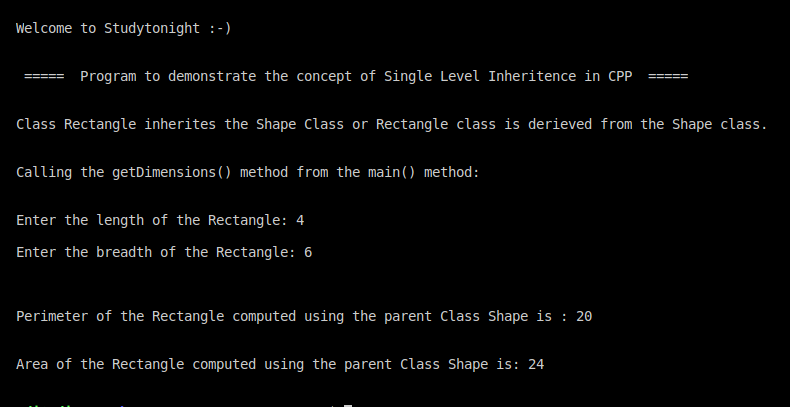 Welcome to Studytonight :-)
===== Program to demonstrate the concept of Single Level Inheritence in CPP =====
Class Rectangle inherites the Shape Class or Rectangle class is derieved from the Shape class.
Calling the getDimensions() method from the main() method:
Enter the length of the Rectangle: 4
Enter the breadth of the Rectangle: 6
Perimeter of the Rectangle computed using the parent Class Shape is : 20
Area of the Rectangle computed using the parent Class Shape is: 24